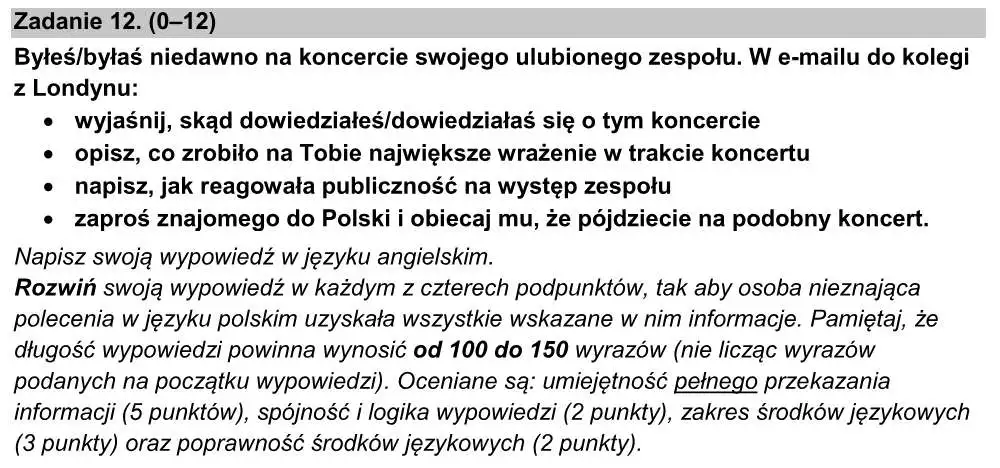 Zadanie 12. (0–12)
Byłeś/byłaś niedawno na koncercie swojego ulubionego zespołu. W e-mailu do kolegi
z Londynu:
• wyjaśnij, skąd dowiedziałeś/dowiedziałaś się o tym koncercie
• opisz, co zrobiło na Tobie największe wrażenie w trakcie koncertu
• napisz, jak reagowała publiczność na występ zespołu
• zaproś znajomego do Polski i obiecaj mu, że pójdziecie na podobny koncert.
Napisz swoją wypowiedź w języku angielskim.
Rozwiń swoją wypowiedź w każdym z czterech podpunktów, tak aby osoba nieznająca
polecenia w języku polskim uzyskała wszystkie wskazane w nim informacje. Pamiętaj, że
długość wypowiedzi powinna wynosić od 100 do 150 wyrazów (nie licząc wyrazów
podanych na początku wypowiedzi). Oceniane są: umiejętność pełnego przekazania
informacji (5 punktów), spójność i logika wypowiedzi (2 punkty), zakres środków językowych
(3 punkty) oraz poprawność środków językowych (2 punkty).